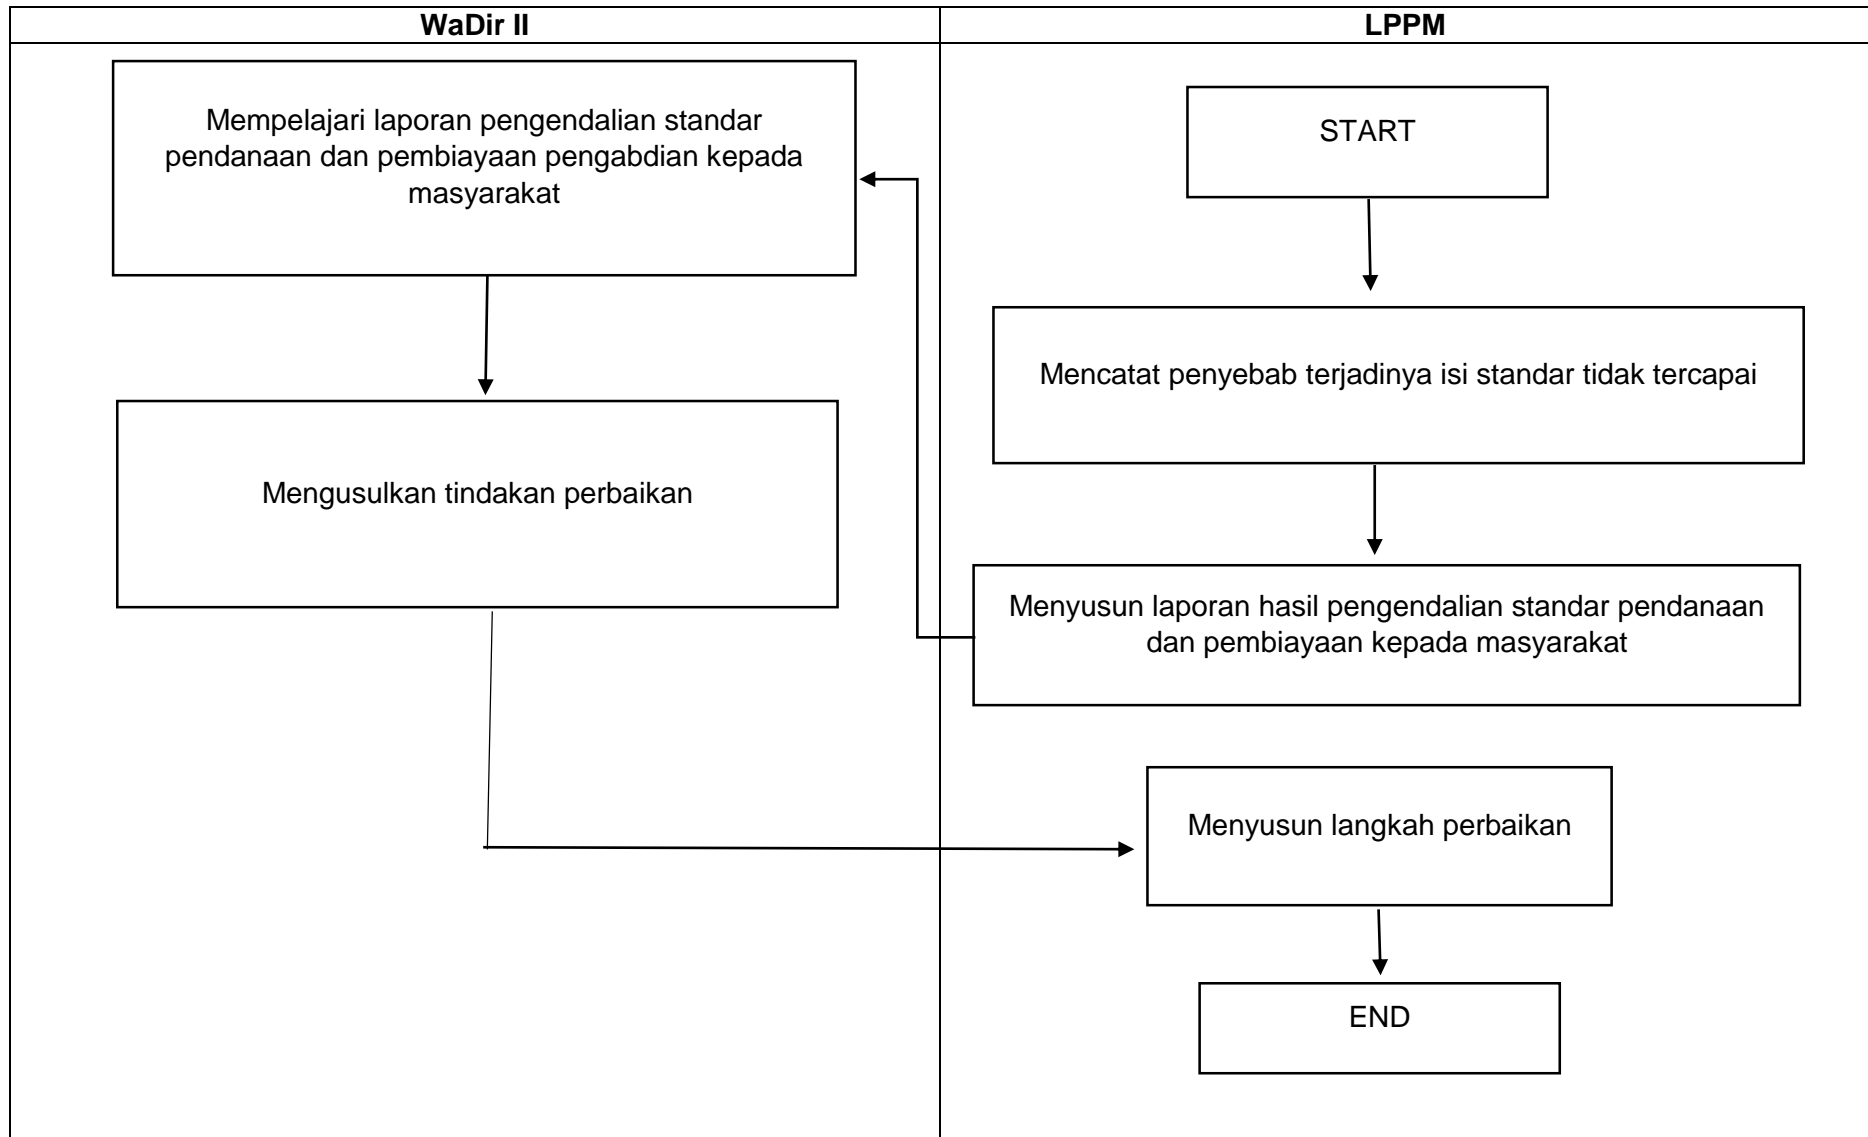 WaDir II
LPPM
Mempelajari laporan pengendalian standar
pendanaan dan pembiayaan pengabdian kepada
masyarakat
Mengusulkan tindakan perbaikan
START
Mencatat penyebab terjadinya isi standar tidak tercapai
Menyusun laporan hasil pengendalian standar pendanaan
dan pembiayaan kepada masyarakat
Menyusun langkah perbaikan
END